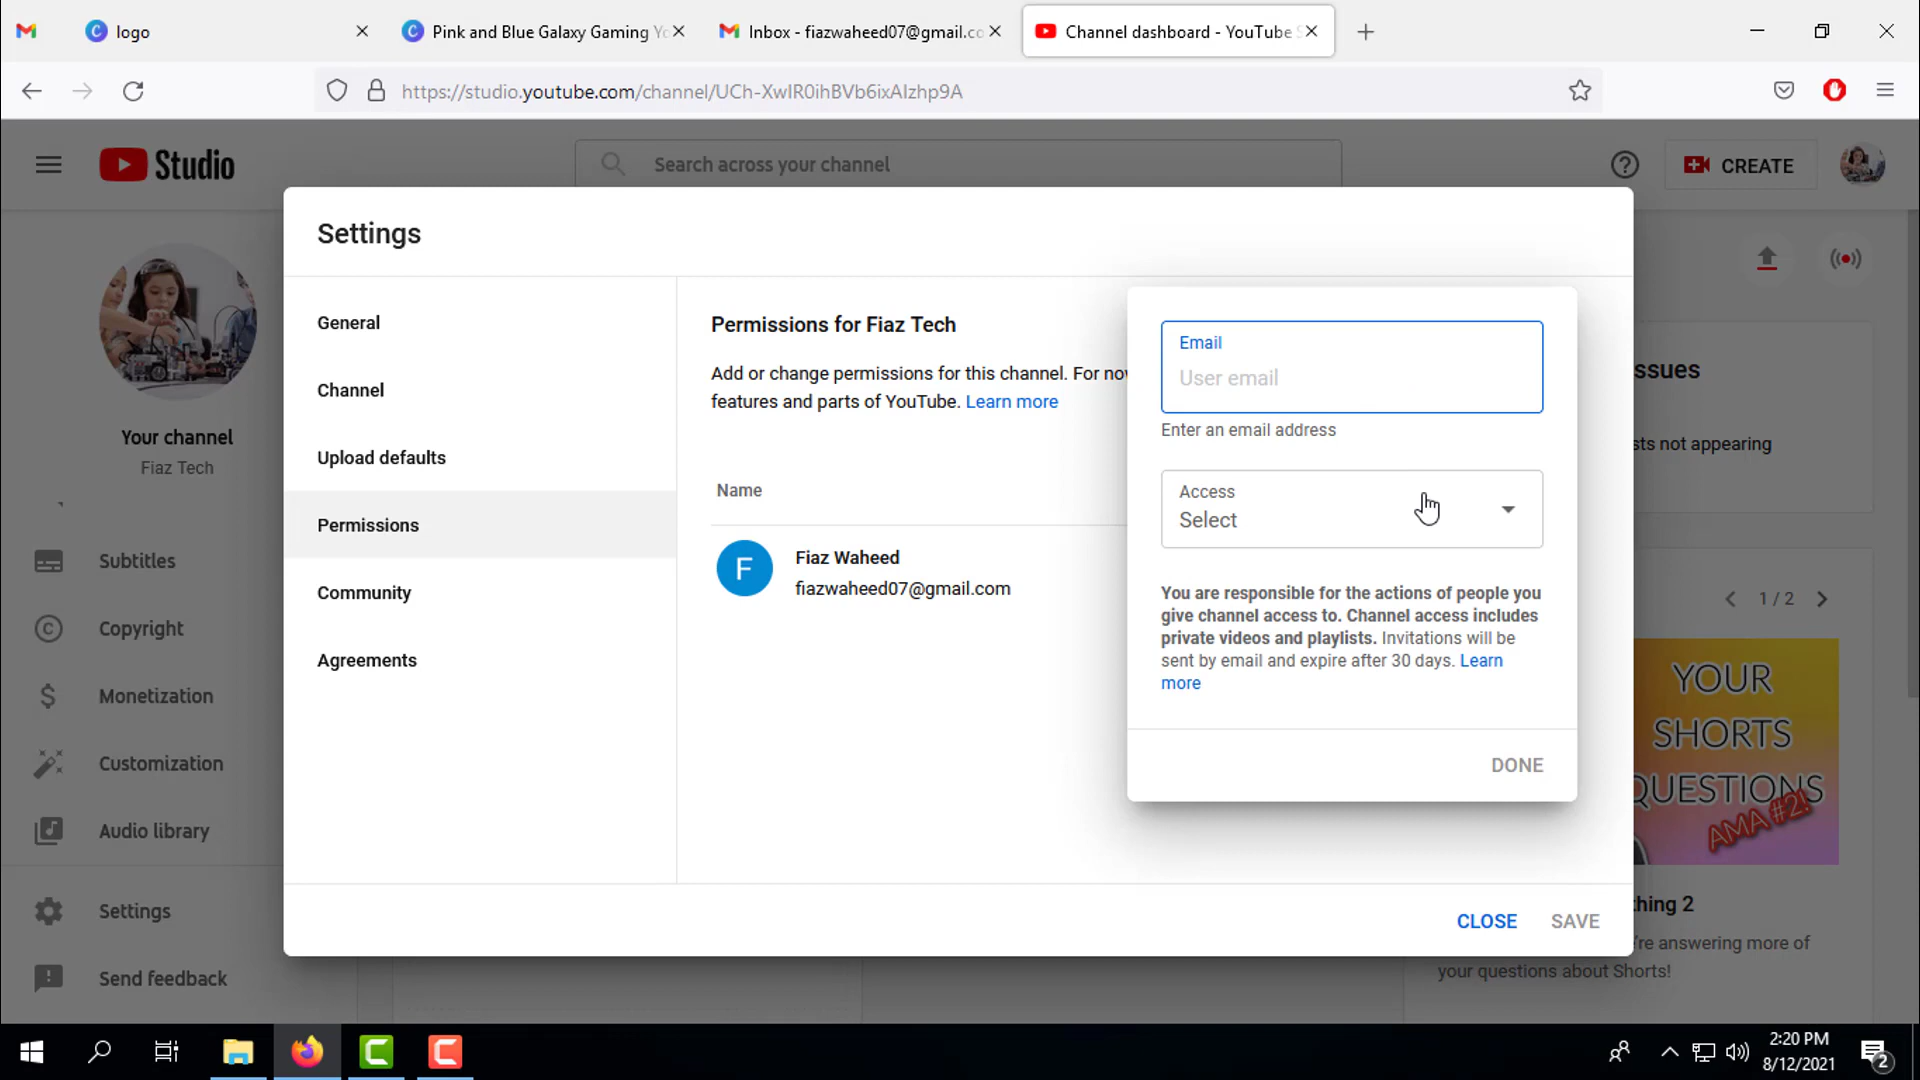 logo
Pink and Blue Galaxy Gaming Yo
Inbox - fiazwaheed07@gmail.co
Channel dashboard - YouTube S
https://studio.youtube.com/channel/UCh-XwIR0ihBVb6ixAIzhp9A
Studio
Search across your channel
CREATE
Settings
General
Channel
Upload defaults
Permissions
Community
Agreements
Permissions for Fiaz Tech
Add or change permissions for this channel. For now
features and parts of YouTube. Learn more
Name
F
Fiaz Waheed
fiazwaheed07@gmail.com
Email
User email
Enter an email address
Access
Select
You are responsible for the actions of people you
give channel access to. Channel access includes
private videos and playlists. Invitations will be
sent by email and expire after 30 days. Learn
more
DONE
CLOSE
SAVE
Your channel
Fiaz Tech
Subtitles
Copyright
Monetization
Customization
Audio library
Settings
Send feedback
ssues
sts not appearing
1 / 2
YOUR
SHORTS
QUESTIONS
AMA #2!
thing 2
're answering more of
your questions about Shorts!
2:20 PM
8/12/2021
2